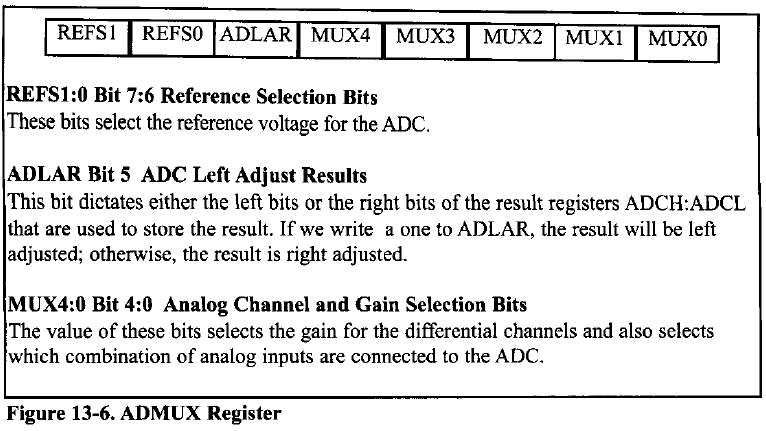 REFS1 REFS0 ADLAR MUX4 MUX3 MUX2 MUX1 MUX0
REFS1:0 Bit 7:6 Reference Selection Bits
These bits select the reference voltage for the ADC.
ADLAR Bit 5 ADC Left Adjust Results
This bit dictates either the left bits or the right bits of the result registers ADCH:ADCL
that are used to store the result. If we write a one to ADLAR, the result will be left
adjusted; otherwise, the result is right adjusted.
MUX4:0 Bit 4:0 Analog Channel and Gain Selection Bits
The value of these bits selects the gain for the differential channels and also selects
which combination of analog inputs are connected to the ADC.
Figure 13-6. ADMUX Register